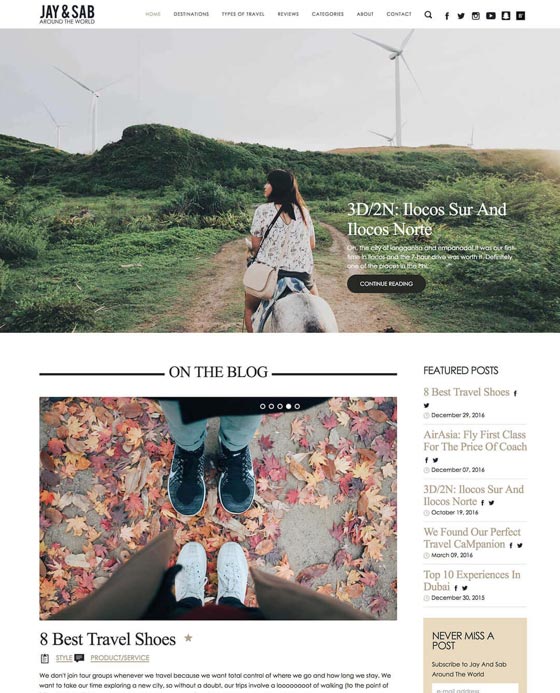 JAY & SAB
AROUND THE WORLD
HOME DESTINATIONS TYPES OF TRAVEL REVIEWS CATEGORIES ABOUT CONTACT
3D/2N: Ilocos Sur And
Ilocos Norte
Oh, the city of longganisa and empanada! It was our first
time in Ilocos and the 7-hour drive was worth it. Definitely
one of the places in the Phil..
CONTINUE READING
ON THE BLOG
8 Best Travel Shoes
STYLE PRODUCT/SERVICE
We don't join tour groups whenever we travel because we want total control of where we go and how long we stay. We
want to take our time exploring a new city, so without a doubt, our trips involve a looooooot of walking (to the point of
FEATURED POSTS
8 Best Travel Shoes
December 29, 2016
AirAsia: Fly First Class
For The Price Of Coach
December 07, 2016
3D/2N: Ilocos Sur And
Ilocos Norte
October 19, 2016
We Found Our Perfect
Travel CaMpanion
March 09, 2016
Top 10 Experiences In
Dubai
December 30, 2015
NEVER MISS A
POST
Subscribe to Jay And Sab
Around The World
e-mail address